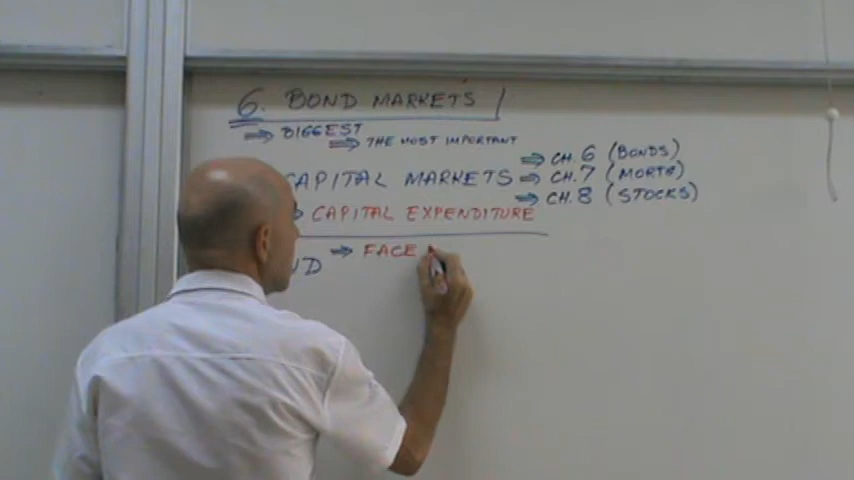 6. BOND MARKETS
⇒ BIGGEST
⇒ THE MOST IMPORTANT
CAPITAL MARKETS ⇒ CH. 6 (BONDS)
⇒ CH. 7 (MORTG)
⇒ CH. 8 (STOCKS)
CAPITAL EXPENDITURE
ND ⇒ FACE